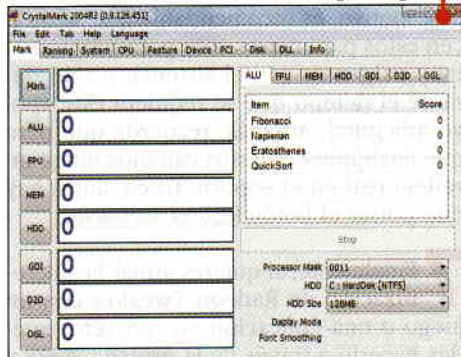 CrystalMark 2004R3 [0.9.126.451]
File Edit Tab Help Language
Mark Ranking System CPU Feature Device PCI Disk DLL Info
Mark 0
ALU 0
FPU 0
MEM 0
HDD 0
GDI 0
D2D 0
OGL 0
ALU FPU MEM HDD GDI D2D OGL
Item Score
Fibonacci 0
Napierian 0
Eratosthenes 0
QuickSort 0
Stop
Processor Mask 0011
HDD C : HardDisk [NTFS]
HDD Size 128MB
Display Mode
Font Smoothing